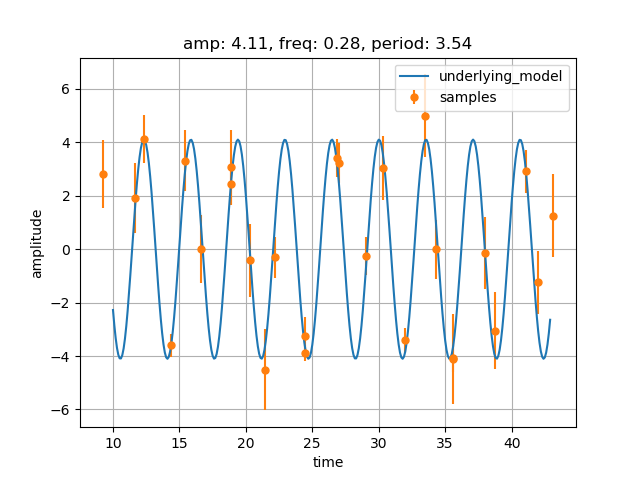 amp: 4.11, freq: 0.28, period: 3.54
underlying_model
samples
6
4
2
0
−2
−4
−6
amplitude
10 15 20 25 30 35 40
time